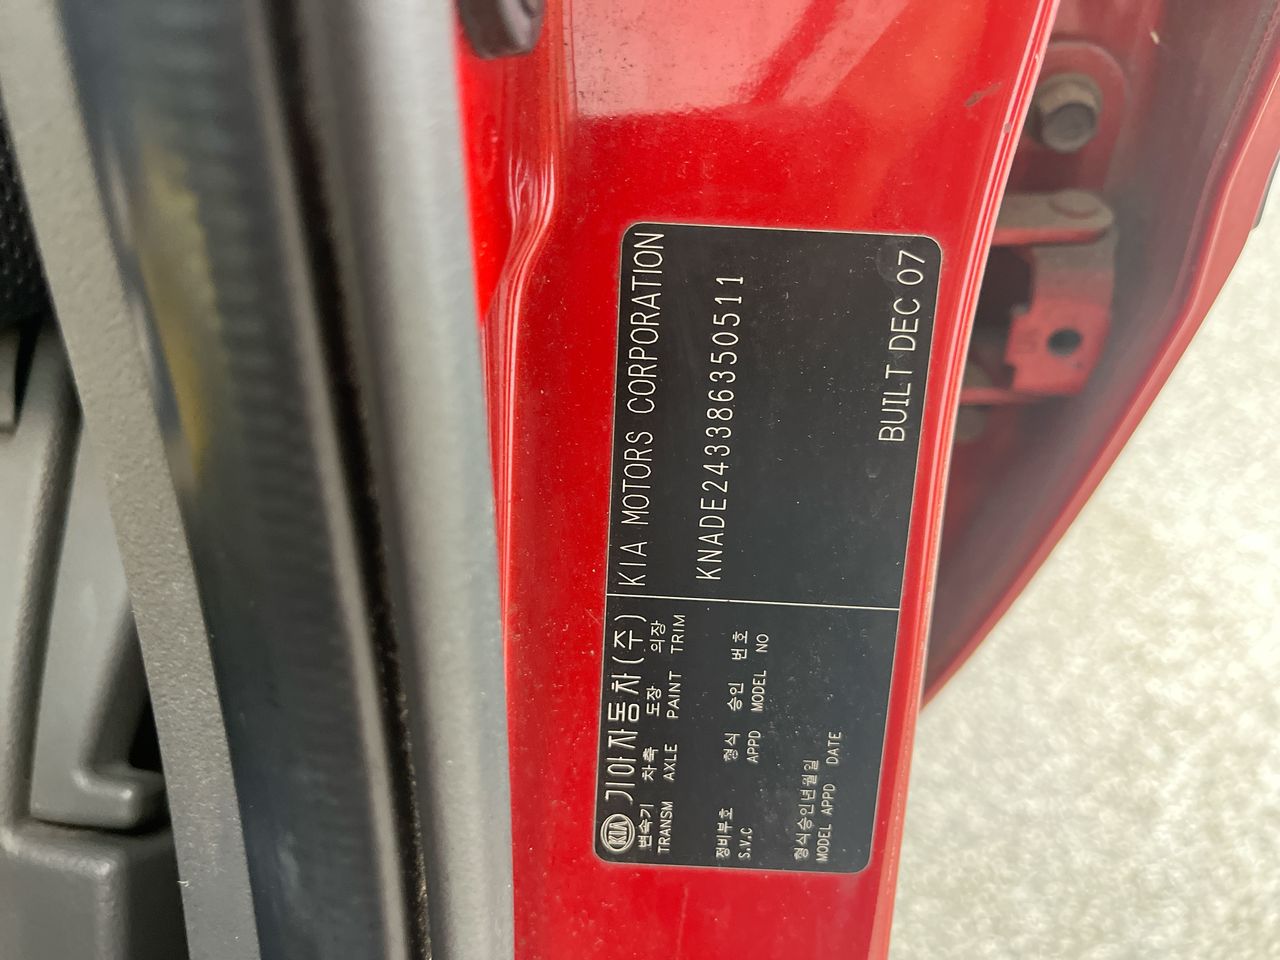 KIA 기아자동차(주) KIA MOTORS CORPORATION
변속기 차축 도장 의장
TRANSM AXLE PAINT TRIM
KNADE243386350511
정비부호 형식 승인 번호
S.V.C APPD MODEL NO
형식승인년월일
MODEL APPD DATE
BUILT DEC 07